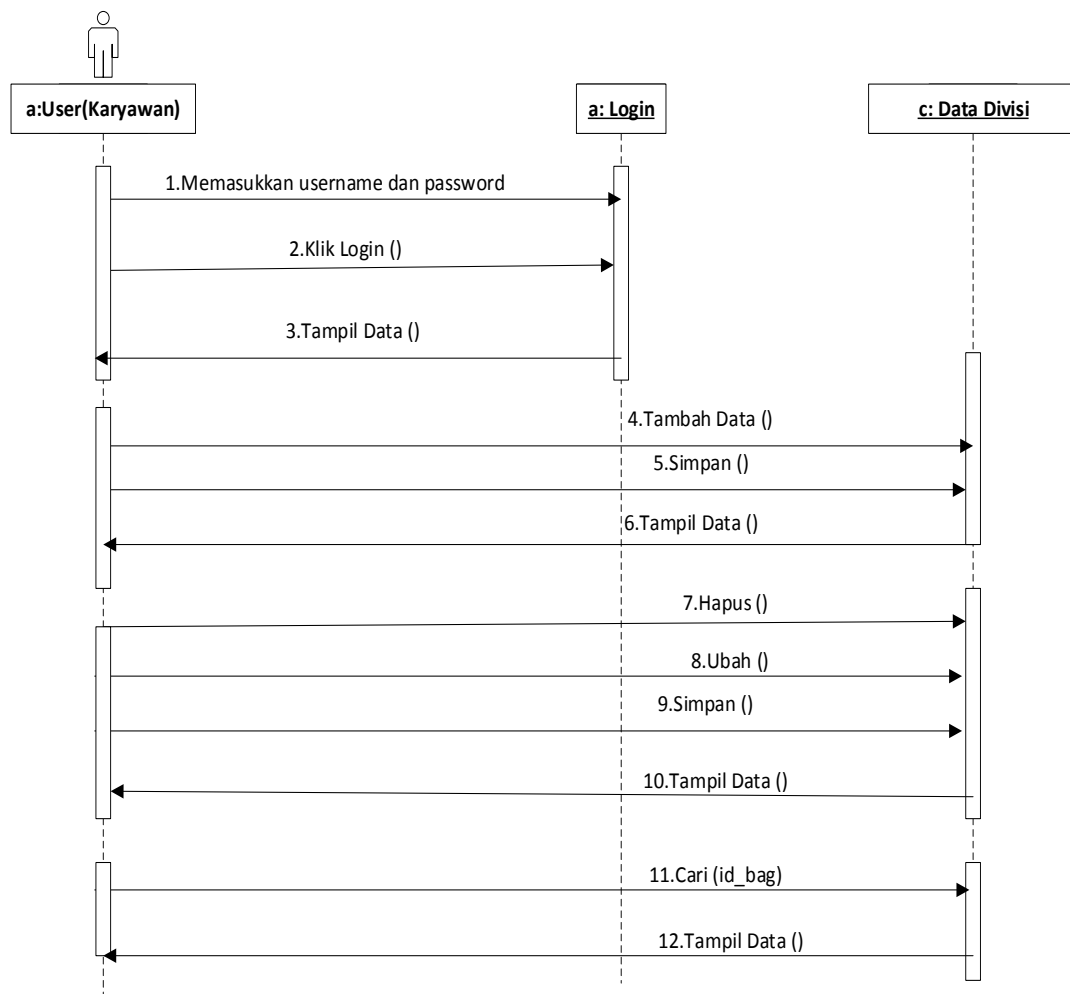 a:User(Karyawan)
a: Login
c: Data Divisi
1.Memasukkan username dan password
2.Klik Login ()
3.Tampil Data ()
4.Tambah Data ()
5.Simpan ()
6.Tampil Data ()
7.Hapus ()
8.Ubah ()
9.Simpan ()
10.Tampil Data ()
11.Cari (id_bag)
12.Tampil Data ()